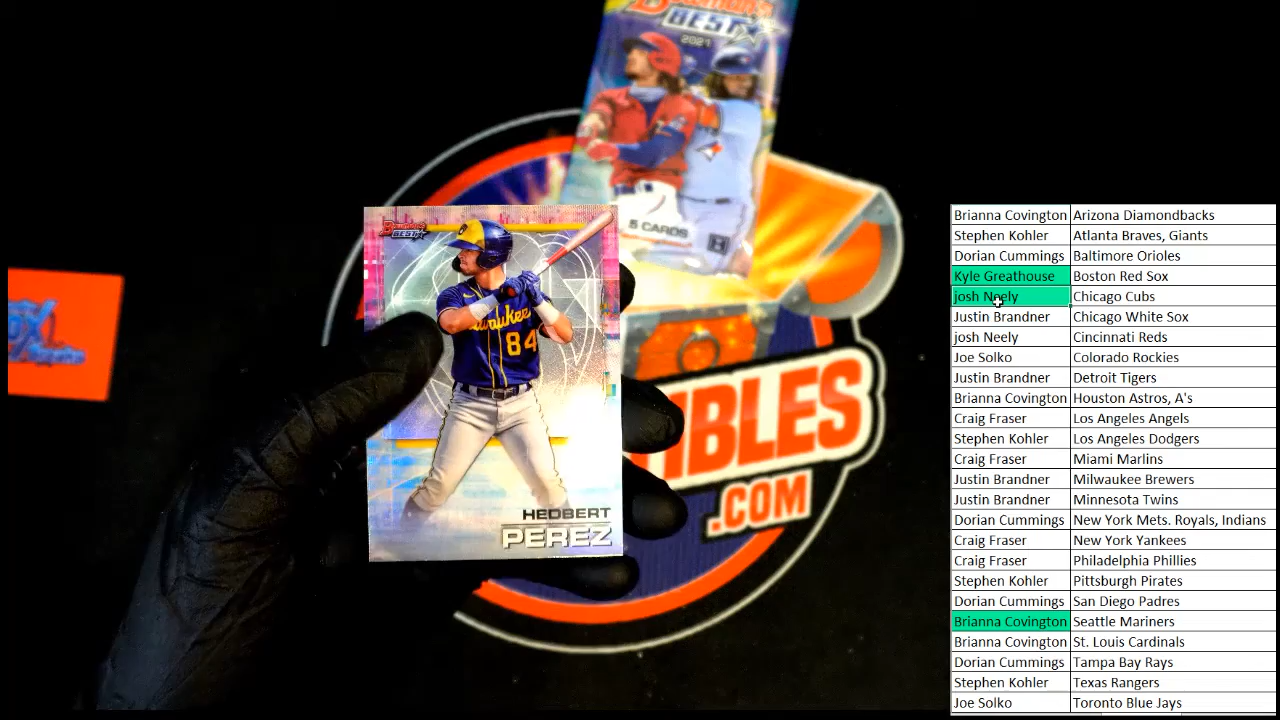 BOWMAN'S
BEST
2021
5 CARDS
H
BOWMAN'S
BEST
Milwaukee
84
HEDBERT
PEREZ
IBLES
.COM
Brianna Covington Arizona Diamondbacks
Stephen Kohler Atlanta Braves, Giants
Dorian Cummings Baltimore Orioles
Kyle Greathouse Boston Red Sox
josh Neely Chicago Cubs
Justin Brandner Chicago White Sox
josh Neely Cincinnati Reds
Joe Solko Colorado Rockies
Justin Brandner Detroit Tigers
Brianna Covington Houston Astros, A's
Craig Fraser Los Angeles Angels
Stephen Kohler Los Angeles Dodgers
Craig Fraser Miami Marlins
Justin Brandner Milwaukee Brewers
Justin Brandner Minnesota Twins
Dorian Cummings New York Mets. Royals, Indians
Craig Fraser New York Yankees
Craig Fraser Philadelphia Phillies
Stephen Kohler Pittsburgh Pirates
Dorian Cummings San Diego Padres
Brianna Covington Seattle Mariners
Brianna Covington St. Louis Cardinals
Dorian Cummings Tampa Bay Rays
Stephen Kohler Texas Rangers
Joe Solko Toronto Blue Jays